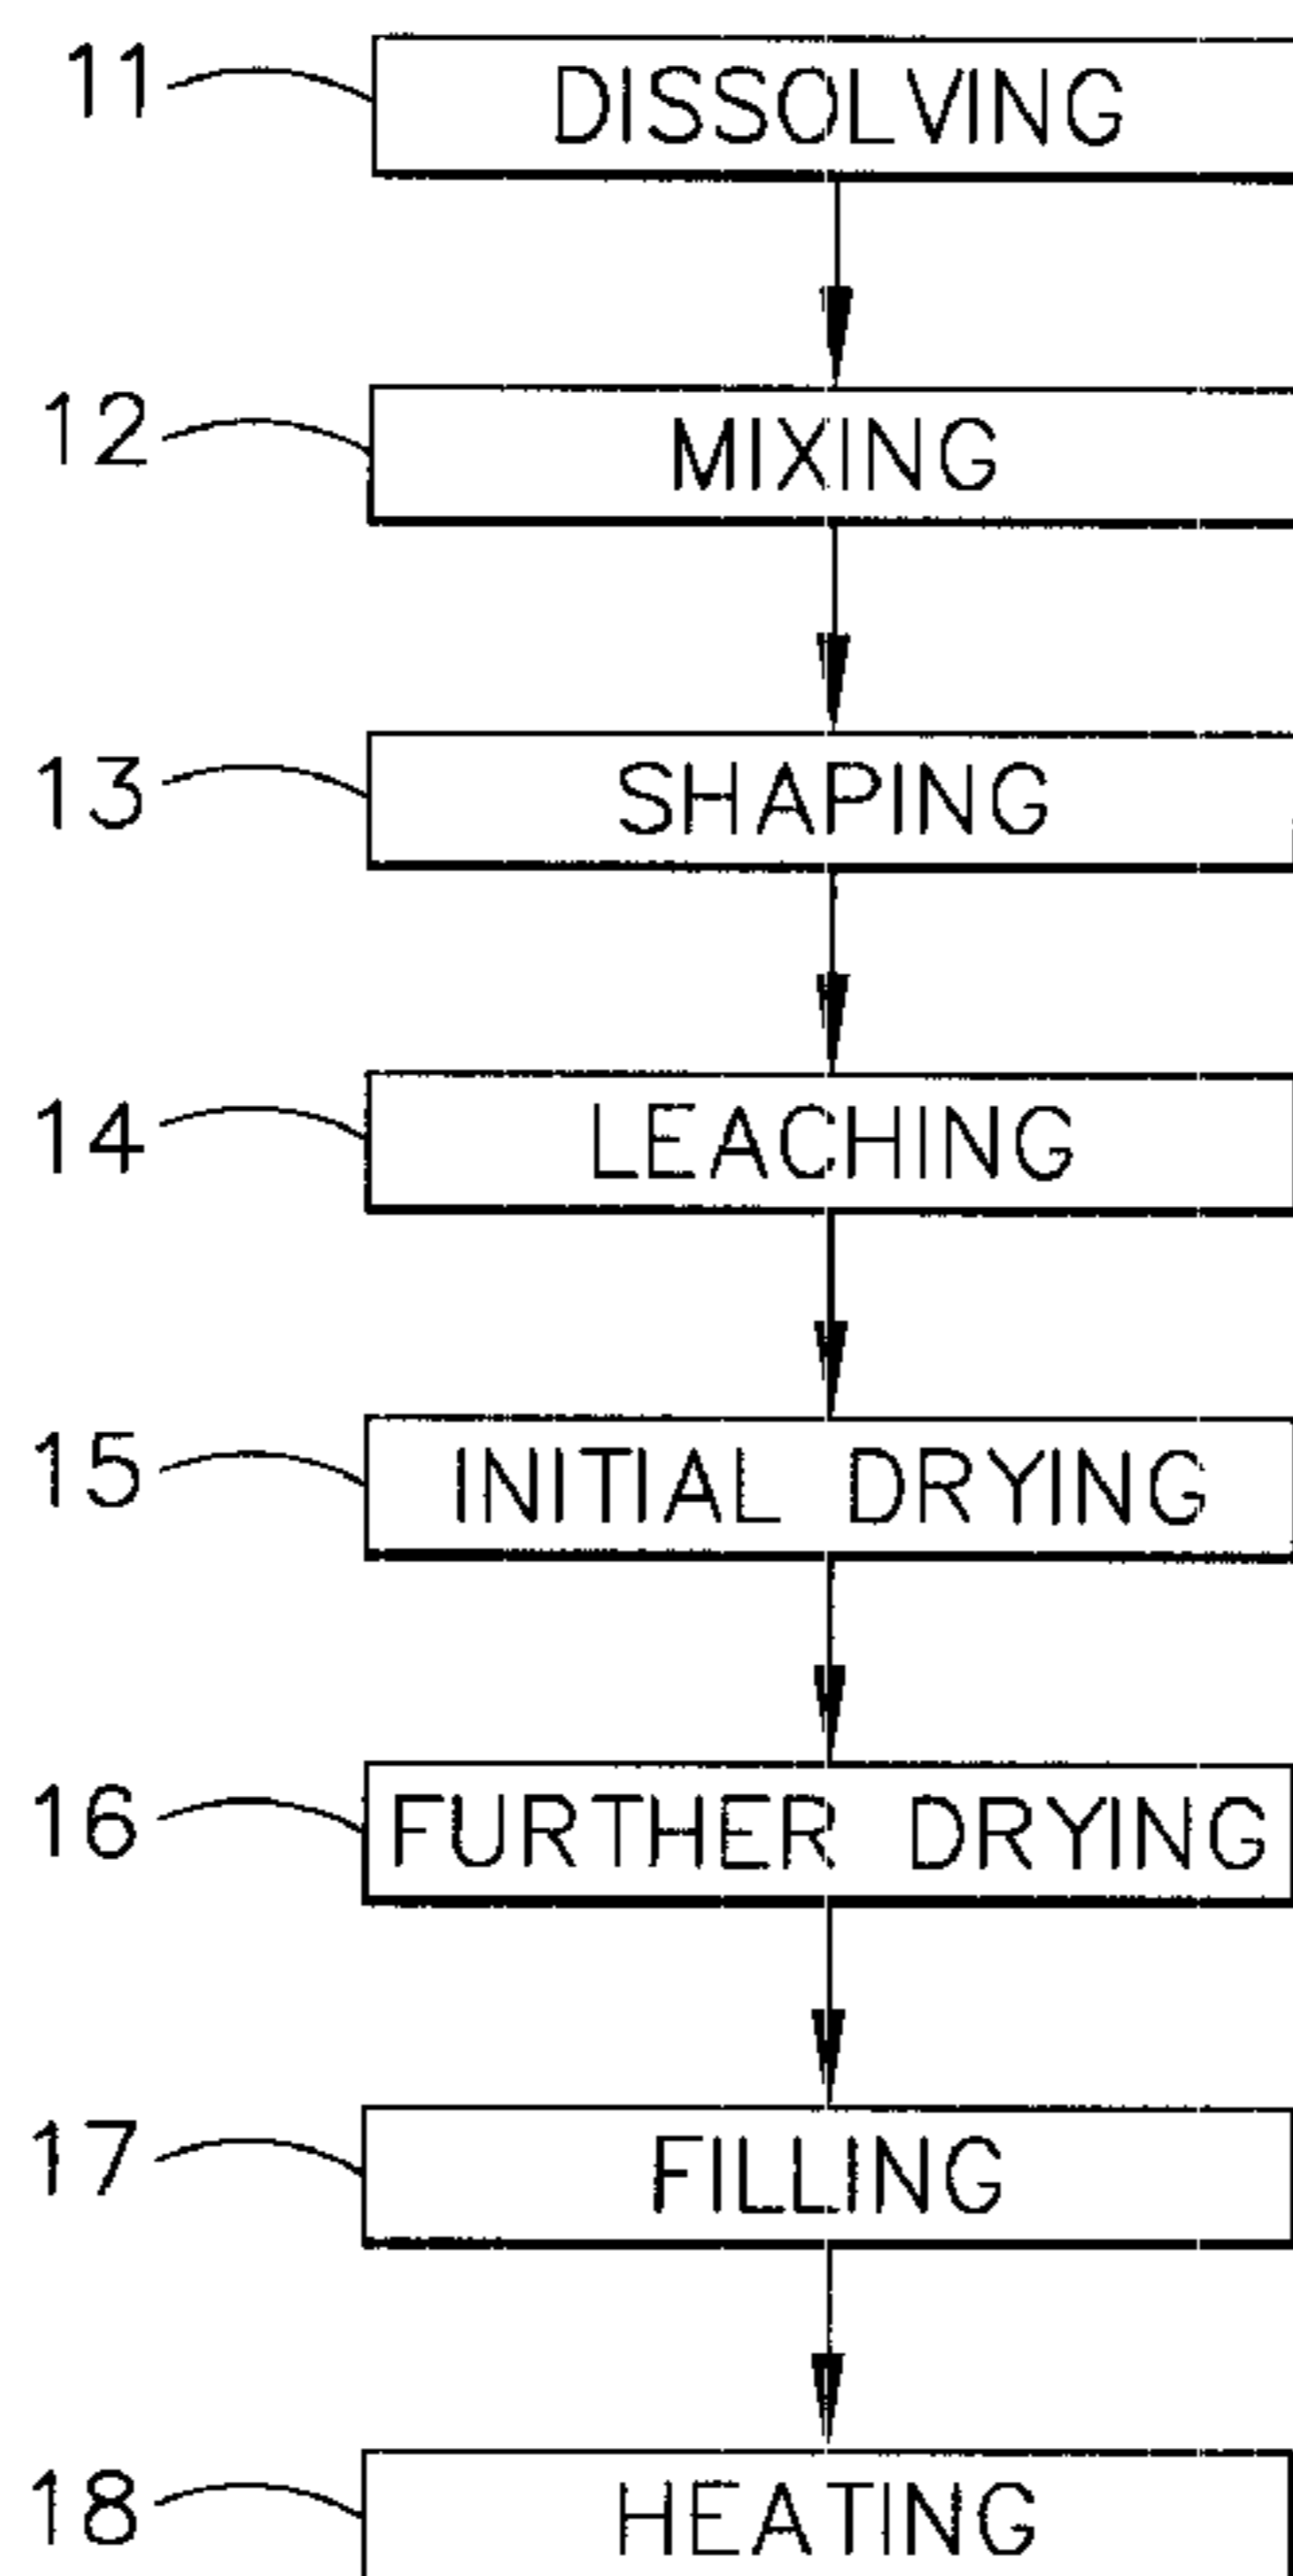 11 DISSOLVING
12 MIXING
13 SHAPING
14 LEACHING
15 INITIAL DRYING
16 FURTHER DRYING
17 FILLING
18 HEATING